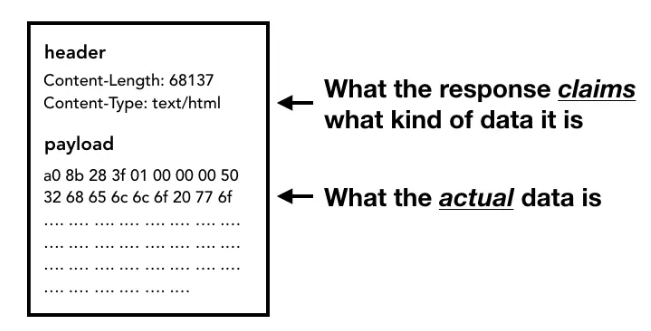 header
Content-Length: 68137
Content-Type: text/html
What the response claims
what kind of data it is
payload
a0 8b 28 3f 01 00 00 00 50
32 68 65 6c 6c 6f 20 77 6f
What the actual data is
.... .... .... .... .... .... .... ....
.... .... .... .... .... .... .... ....
.... .... .... .... .... .... .... ....
.... .... .... .... .... ....